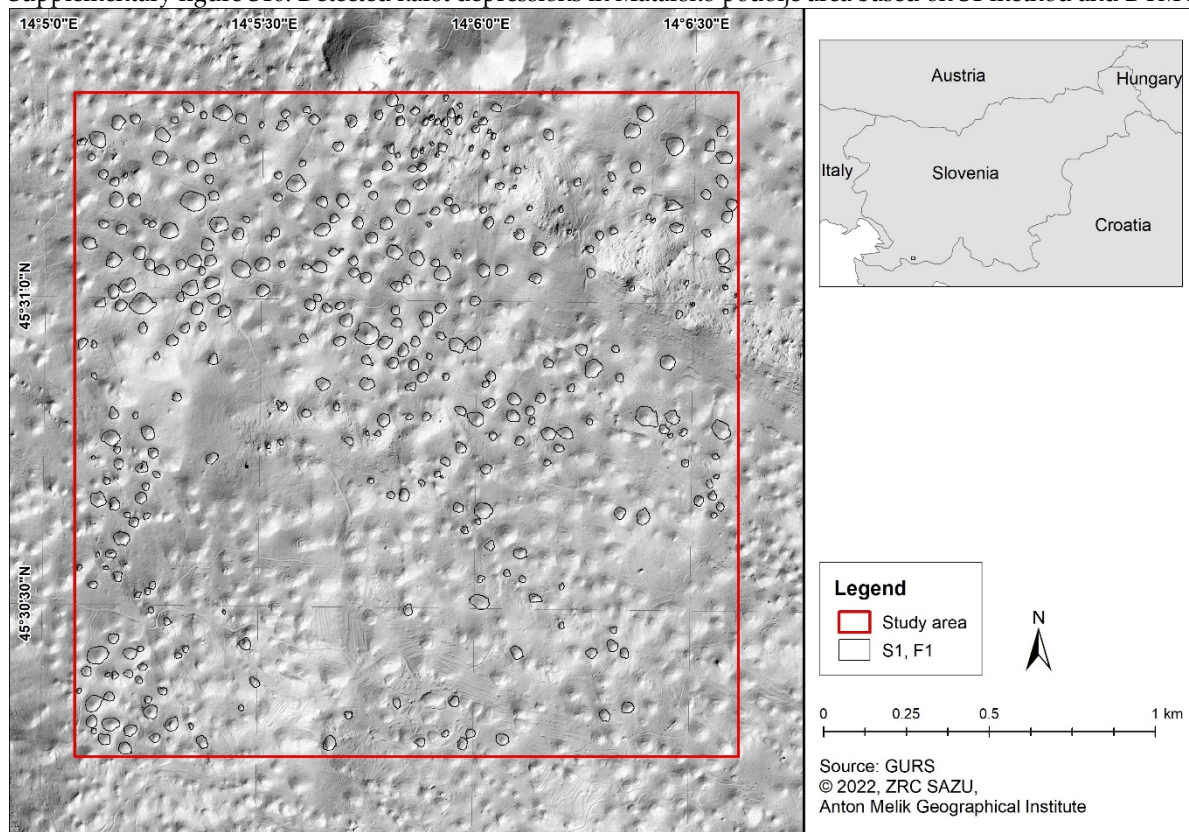 14°5'0"E
14°5'30"E
14°6'0"E
14°6'30"E
45°31'0"N
45°30'30"N
Austria
Hungary
Italy
Slovenia
Croatia
Legend
Study area
S1, F1
N
0 0.25 0.5 1 km
Source: GURS
© 2022, ZRC SAZU,
Anton Melik Geographical Institute